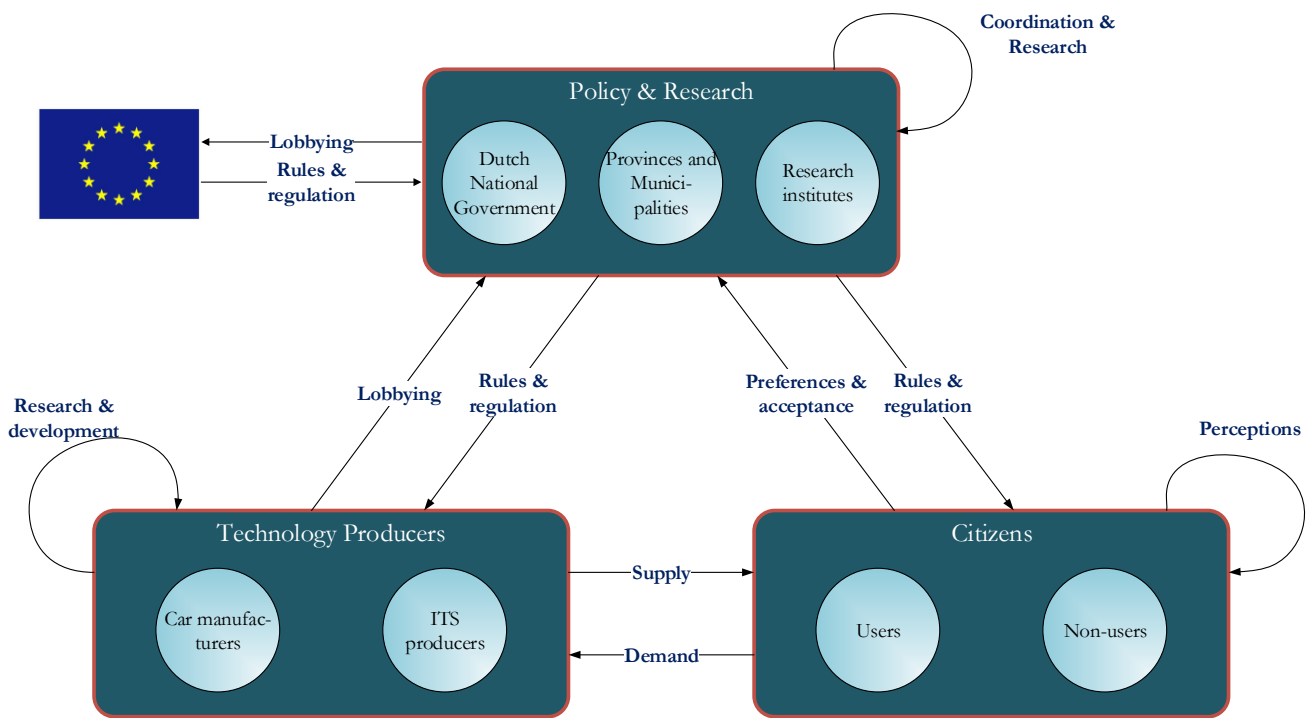 Coordination &
Research
Policy & Research
Lobbying
Rules &
regulation
Dutch
National
Government
Provinces and
Munici-
palities
Research
institutes
Lobbying
Rules &
regulation
Preferences &
acceptance
Rules &
regulation
Research &
development
Perceptions
Technology Producers
Car manufac-
turers
ITS
producers
Supply
Demand
Citizens
Users
Non-users